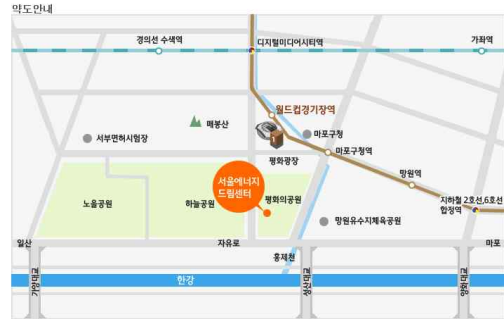 약도안내
경의선 수색역
디지털미디어시티역
가좌역
월드컵경기장역
매봉산
마포구청
서부면허시험장
평화광장
마포구청역
서울에너지
드림센터
망원역
노을공원
하늘공원
평화의공원
지하철 2호선,6호선
합정역
망원유수지체육공원
일산
자유로
마포
홍제천
한강
가양대교
성산대교
양화대교